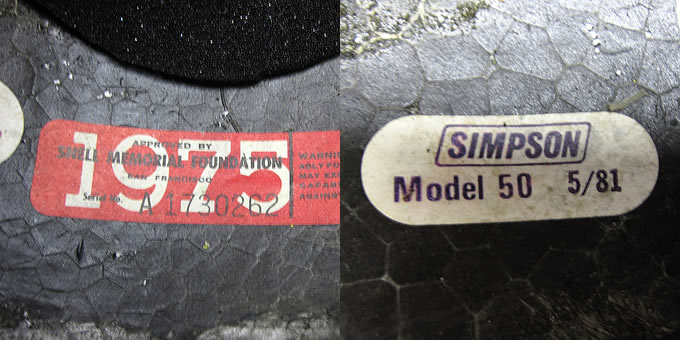 1975
APPROVED BY
SNELL MEMORIAL FOUNDATION
SAN FRANCISCO
Serial no. A 1730262
SIMPSON
Model 50 5/81